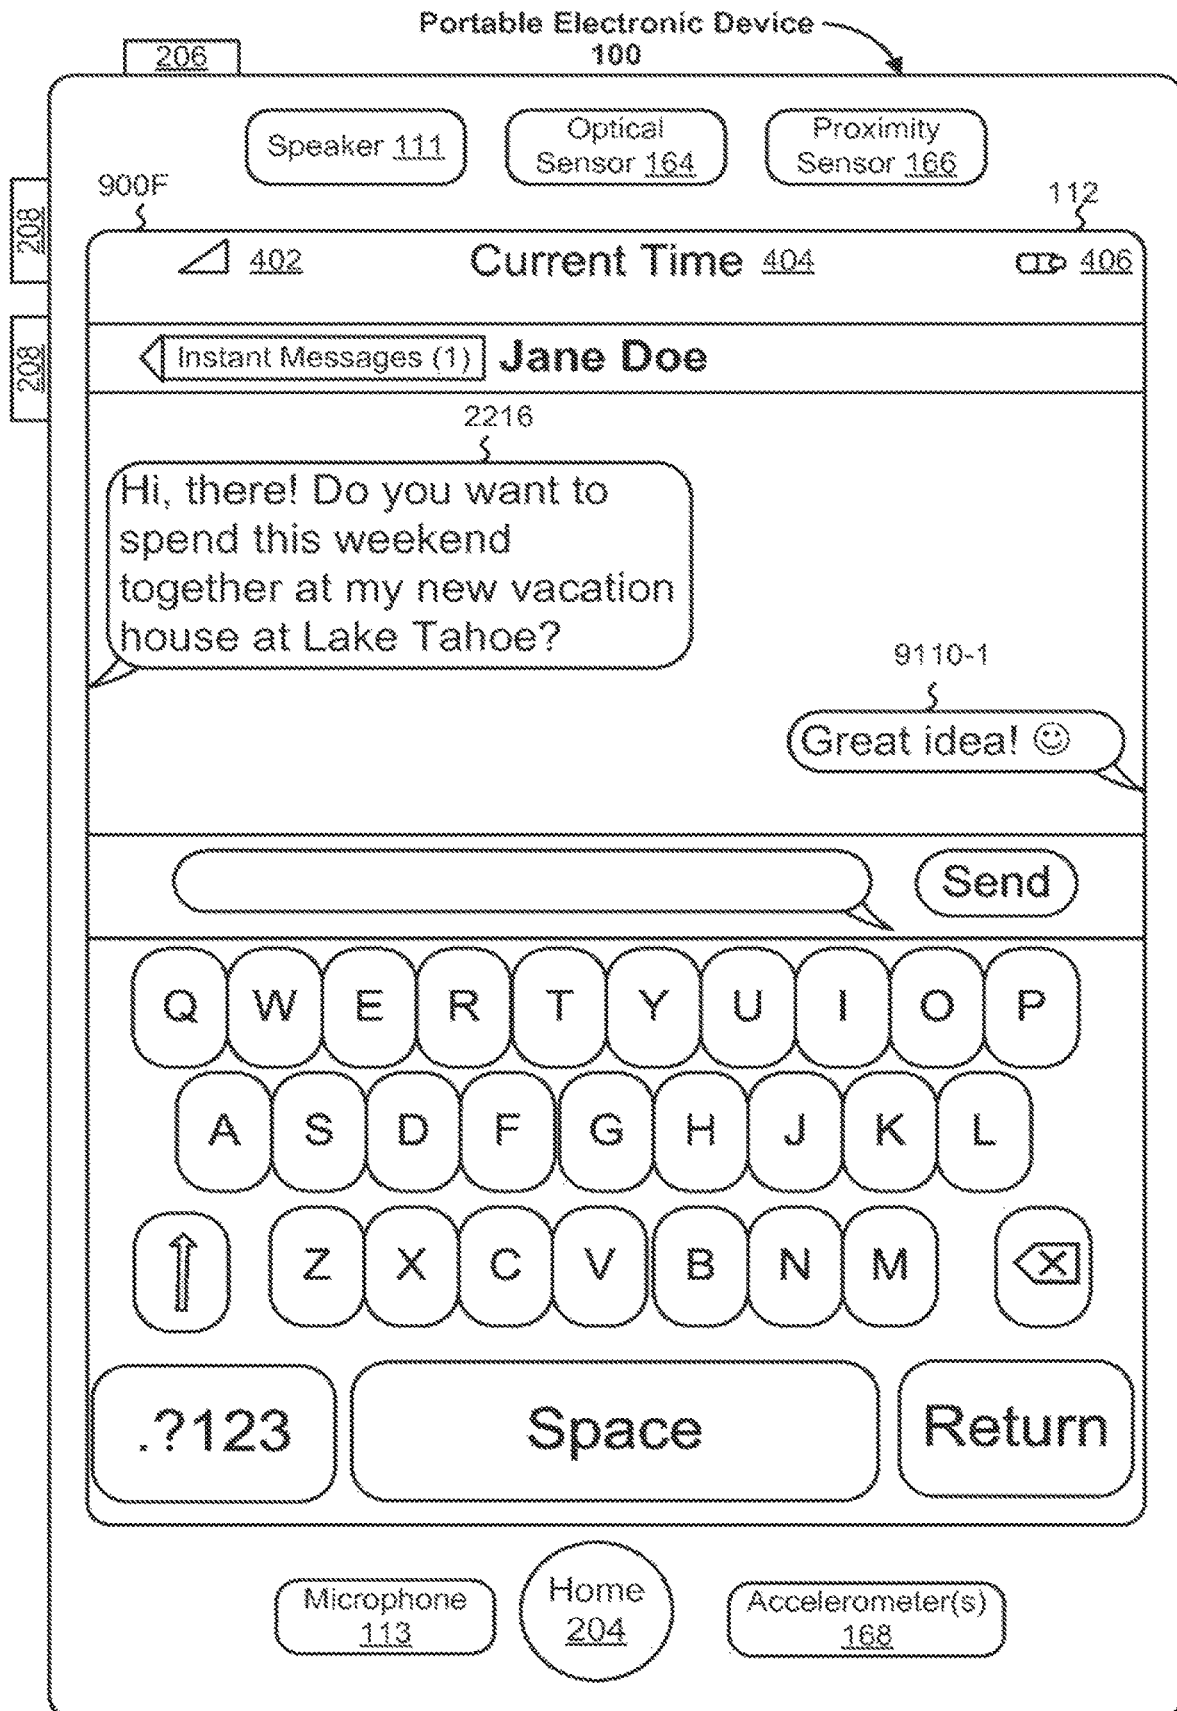 Portable Electronic Device
100
206
Speaker 111
Optical
Sensor 164
Proximity
Sensor 166
900F
112
208
402
Current Time 404
406
208
Instant Messages (1)
Jane Doe
2216
Hi, there! Do you want to
spend this weekend
together at my new vacation
house at Lake Tahoe?
9110-1
Great idea! ☺
Send
Q W E R T Y U I O P
A S D F G H J K L
Z X C V B N M
.?123
Space
Return
Microphone
113
Home
204
Accelerometer(s)
168